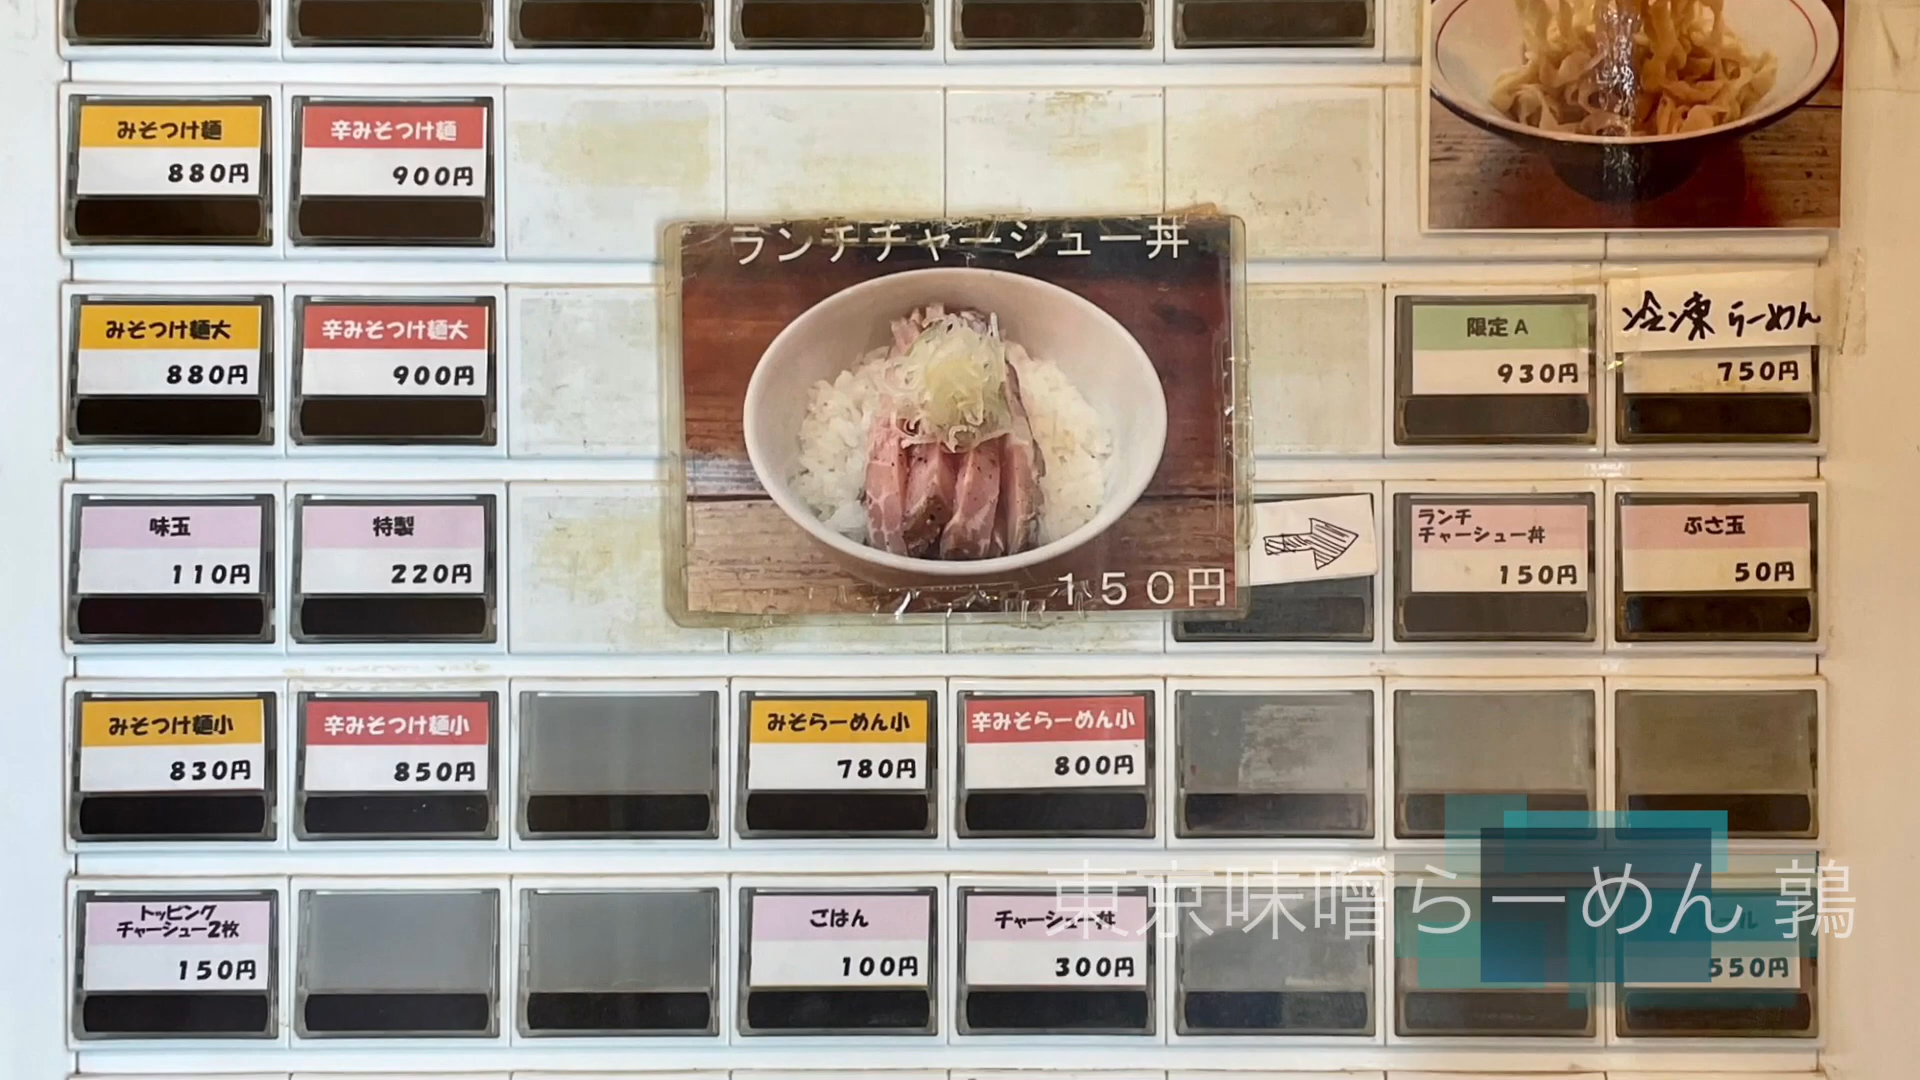 みそつけ麺
880円
辛みそつけ麺
900円
ランチチャーシュー丼
150円
みそつけ麺大
880円
辛みそつけ麺大
900円
限定A
930円
冷凍らーめん
750円
味玉
110円
特製
220円
ランチ
チャーシュー丼
150円
ぶさ玉
50円
みそつけ麺小
830円
辛みそつけ麺小
850円
みそらーめん小
780円
辛みそらーめん小
800円
トッピング
チャーシュー2枚
150円
ごはん
100円
チャーシュー丼
300円
550円
東京味噌らーめん 鶉